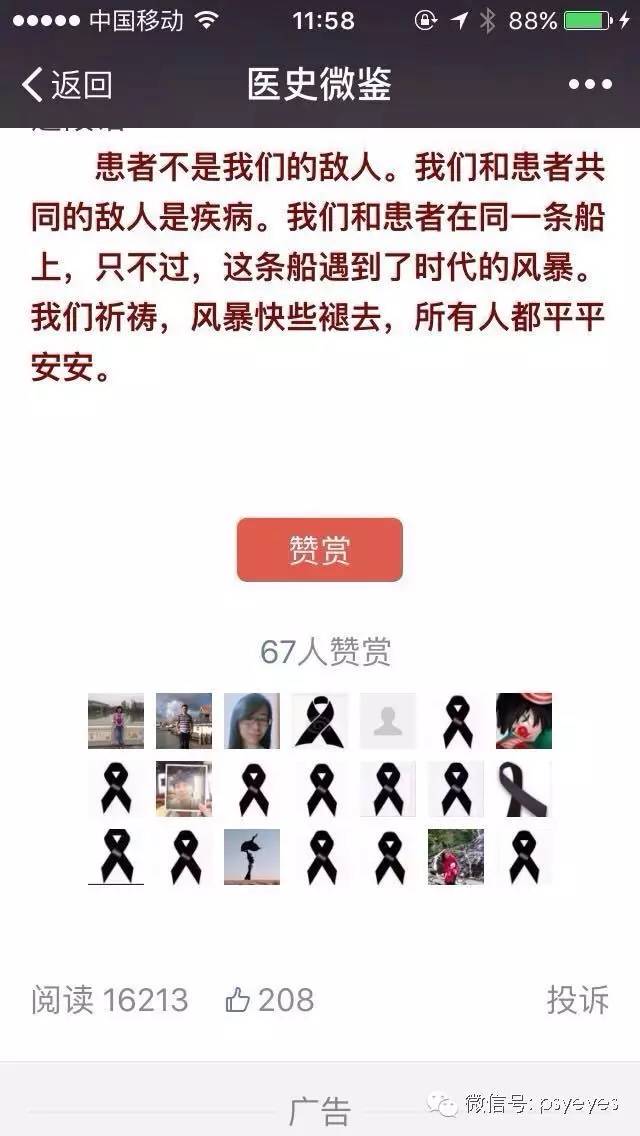 中国移动 11:58 88%
返回 医史微鉴
患者不是我们的敌人。我们和患者共
同的敌人是疾病。我们和患者在同一条船
上，只不过，这条船遇到了时代的风暴。
我们祈祷，风暴快些褪去，所有人都平平
安安。
赞赏
67人赞赏
阅读 16213 208 投诉
广告
微信号: psyeyes